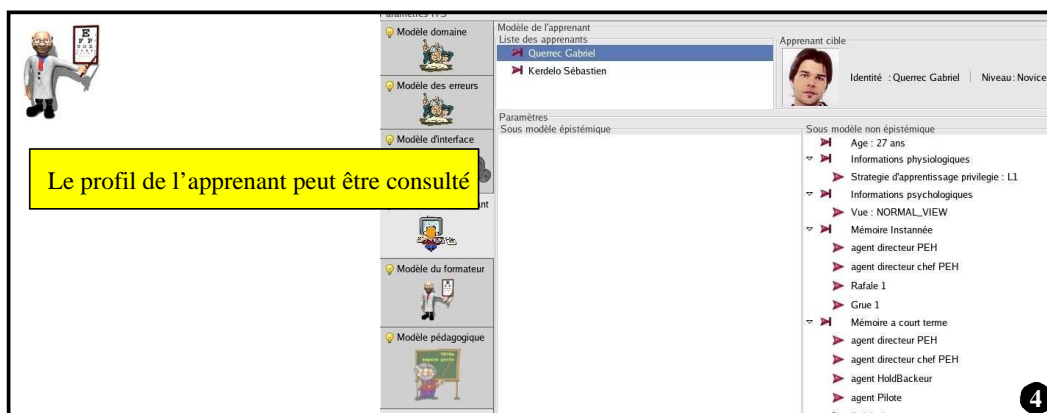 Paramètres ITS
Modèle domaine
Modèle des erreurs
Modèle d'interface
Le profil de l'apprenant peut être consulté
Modèle du formateur
Modèle pédagogique
Modèle de l'apprenant
Liste des apprenants
Querrec Gabriel
Kerdelo Sébastien
Apprenant cible
Identité : Querrec Gabriel Niveau: Novice
Paramètres
Sous modèle épistémique
Sous modèle non épistémique
Age : 27 ans
Informations physiologiques
Strategie d'apprentissage privilegie : L1
Informations psychologiques
Vue : NORMAL_VIEW
Mémoire Instannée
agent directeur PEH
agent directeur chef PEH
Rafale 1
Grue 1
Mémoire a court terme
agent directeur PEH
agent directeur chef PEH
agent HoldBackeur
agent Pilote
4